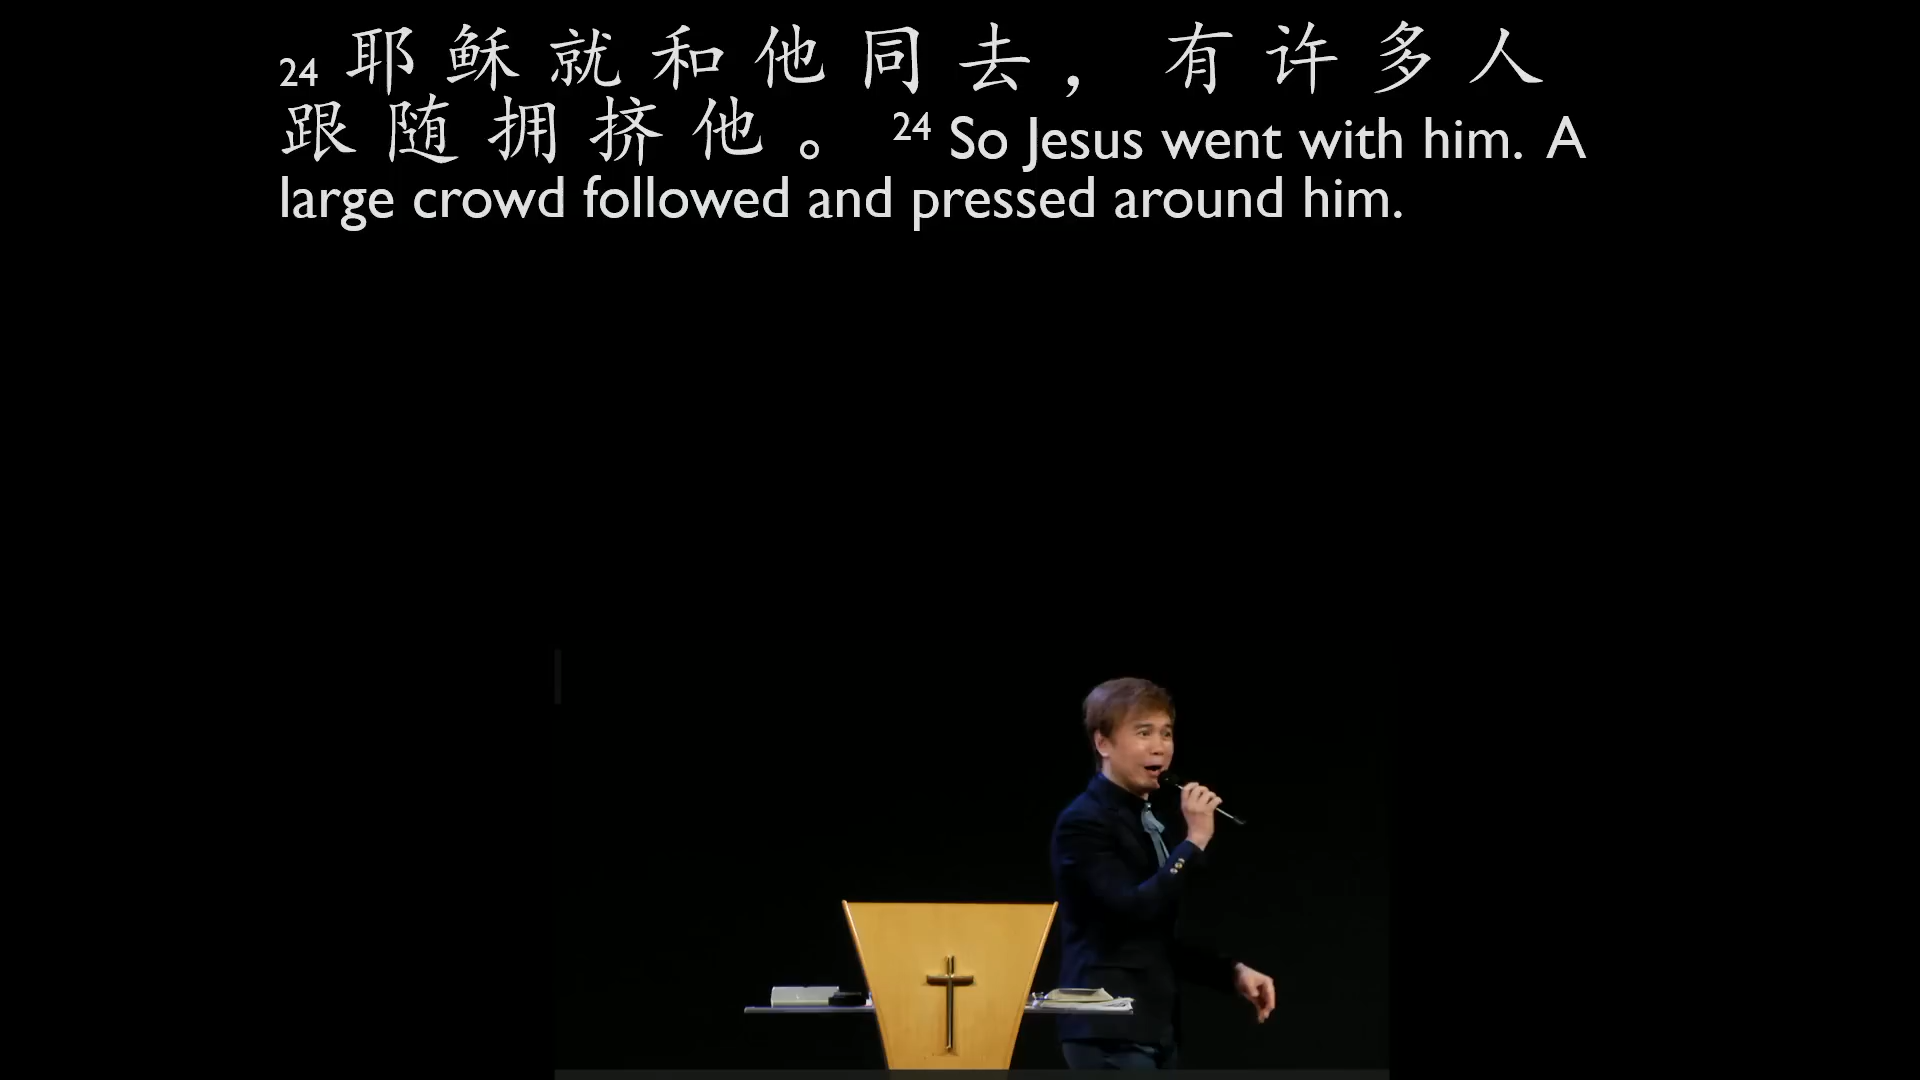 24 耶 稣 就 和 他 同 去 ， 有 许 多 人
跟 随 拥 挤 他 。 24 So Jesus went with him. A
large crowd followed and pressed around him.